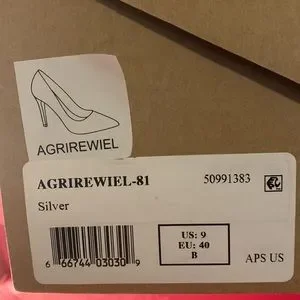 AGRIREWIEL
AGRIREWIEL-81 50991383
Silver
US: 9
EU: 40
B
6 66744 03030 9
APS US